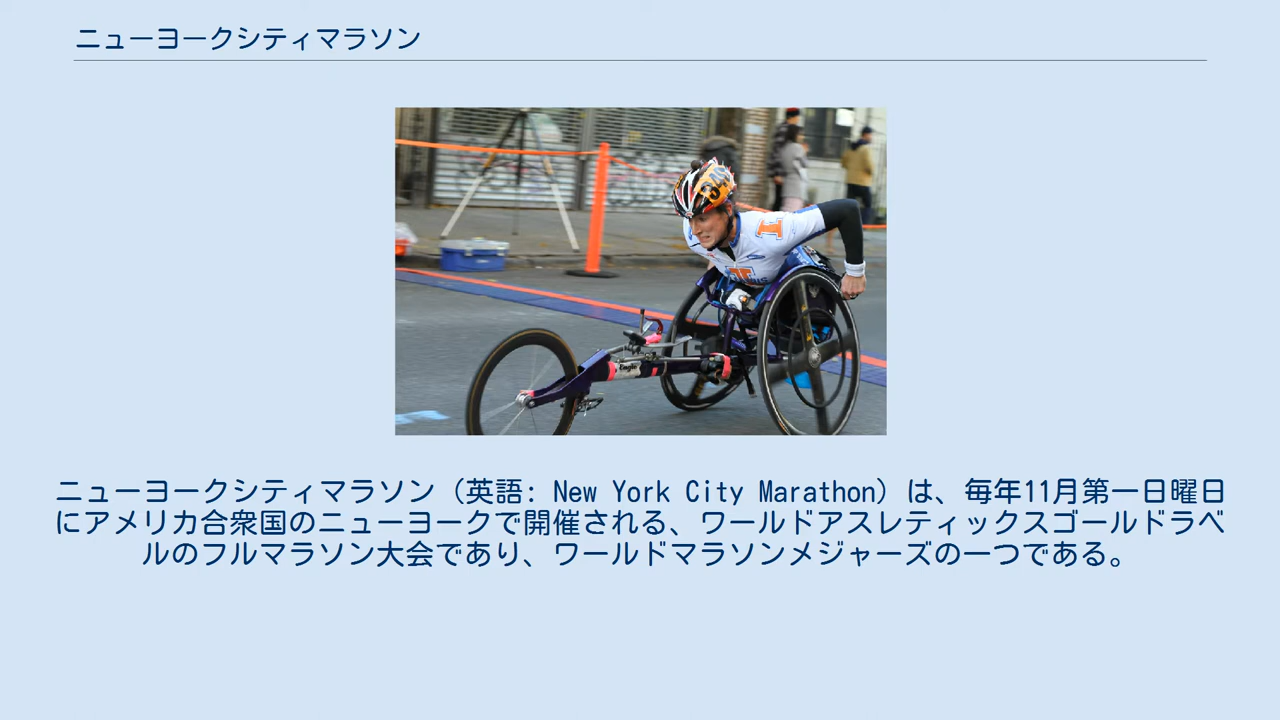 ニューヨークシティマラソン
Eagle
I
ニューヨークシティマラソン（英語: New York City Marathon）は、毎年11月第一日曜日
にアメリカ合衆国のニューヨークで開催される、ワールドアスレティックスゴールドラベ
ルのフルマラソン大会であり、ワールドマラソンメジャーズの一つである。